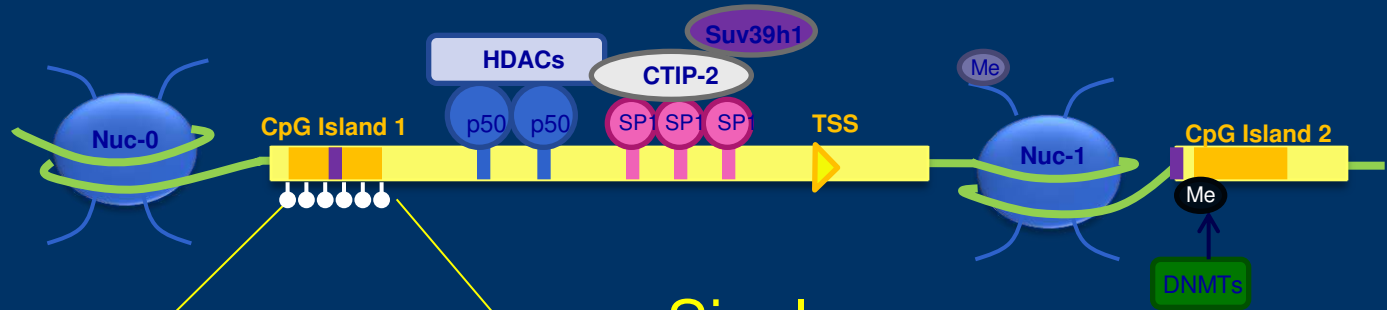 Suv39h1
HDACs
CTIP-2
Me
Nuc-0
CpG Island 1
p50
p50
SP1
SP1
SP1
TSS
Nuc-1
CpG Island 2
Me
DNMTs